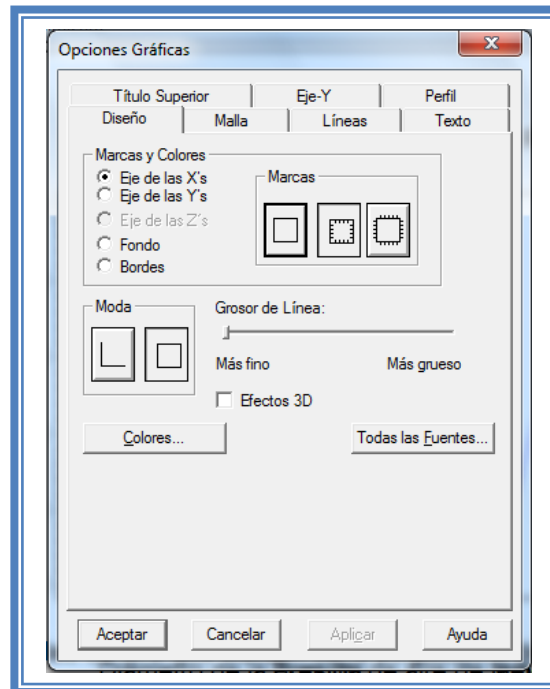 Opciones Gráficas
Título Superior Eje-Y Perfil
Diseño Malla Líneas Texto
Marcas y Colores
Eje de las X's
Eje de las Y's
Eje de las Z's
Fondo
Bordes
Marcas
Moda
Grosor de Línea:
Más fino Más grueso
Efectos 3D
Colores... Todas las Fuentes...
Aceptar Cancelar Aplicar Ayuda